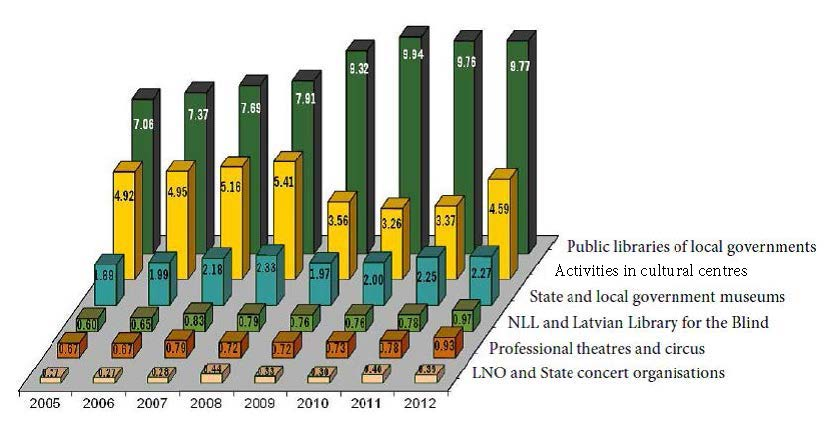 7.06 7.37 7.69 7.91 9.32 9.94 9.76 9.77
4.92 4.95 5.16 5.41 3.56 3.26 3.37 4.59
1.99 2.18 2.33 1.97 2.00 2.25 2.27
0.60 0.65 0.83 0.79 0.76 0.76 0.78 0.97
0.67 0.67 0.79 0.72 0.72 0.73 0.78 0.93
0.28
Public libraries of local governments
Activities in cultural centres
State and local government museums
NLL and Latvian Library for the Blind
Professional theatres and circus
LNO and State concert organisations
2005 2006 2007 2008 2009 2010 2011 2012